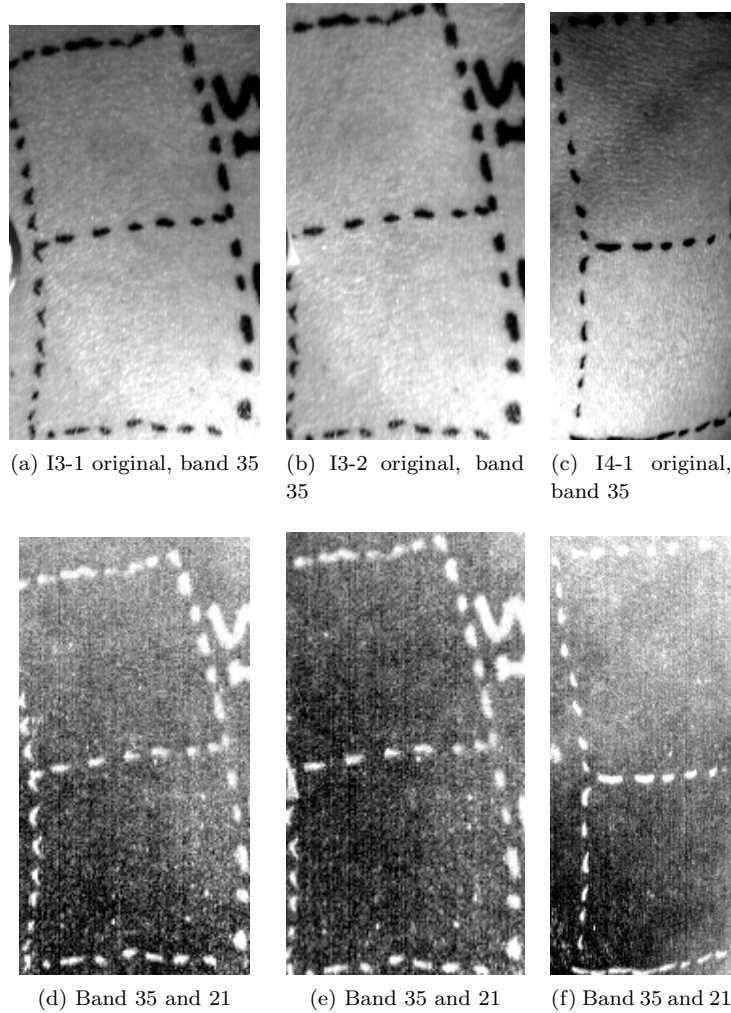 (a) I3-1 original, band 35
(b) I3-2 original, band
35
(c) I4-1 original,
band 35
(d) Band 35 and 21
(e) Band 35 and 21
(f) Band 35 and 21